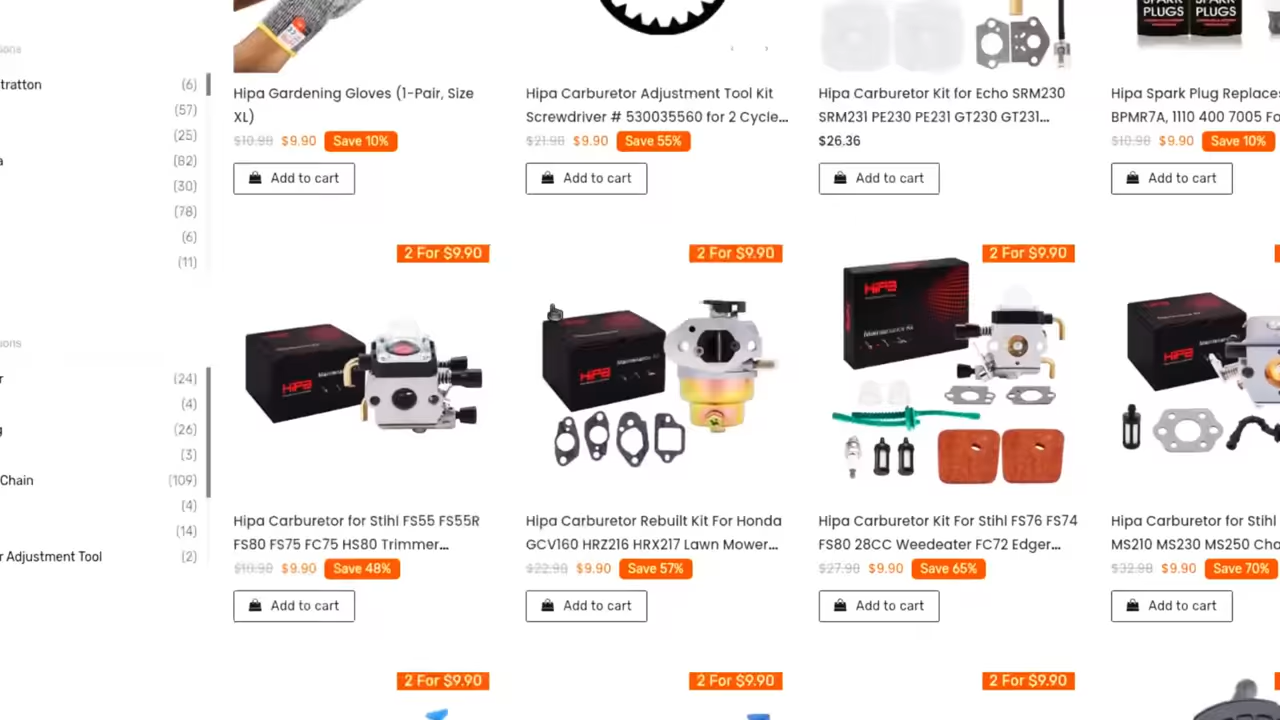 SPARK SPARK
PLUGS PLUGS
Hipa Gardening Gloves (1-Pair, Size
XL)
$10.98 $9.90 Save 10%
Add to cart
Hipa Carburetor Adjustment Tool Kit
Screwdriver # 530035560 for 2 Cycle...
$21.98 $9.90 Save 55%
Add to cart
Hipa Carburetor Kit for Echo SRM230
SRM231 PE230 PE231 GT230 GT231...
$26.36
Add to cart
Hipa Spark Plug Replaces
BPMR7A, 1110 400 7005 Fo
$10.98 $9.90 Save 10%
Add to cart
ons
tratton (6)
(57)
(25)
a (82)
(30)
(78)
(6)
(11)
ions
r (24)
(4)
g (26)
(3)
Chain (109)
(4)
(14)
r Adjustment Tool (2)
2 For $9.90
HIPA
Hipa Carburetor for Stihl FS55 FS55R
FS80 FS75 FC75 HS80 Trimmer...
$9.90 Save 48%
Add to cart
2 For $9.90
HIPA
Hipa Carburetor Rebuilt Kit For Honda
GCV160 HRZ216 HRX217 Lawn Mower...
$22.98 $9.90 Save 57%
Add to cart
2 For $9.90
HIPA
Maintenance Kit
Hipa Carburetor Kit For Stihl FS76 FS74
FS80 28CC Weedeater FC72 Edger...
$27.98 $9.90 Save 65%
Add to cart
HIPA
Hipa Carburetor for Stihl
MS210 MS230 MS250 Cha
$32.98 $9.90 Save 70%
Add to cart
2 For $9.90
2 For $9.90
2 For $9.90